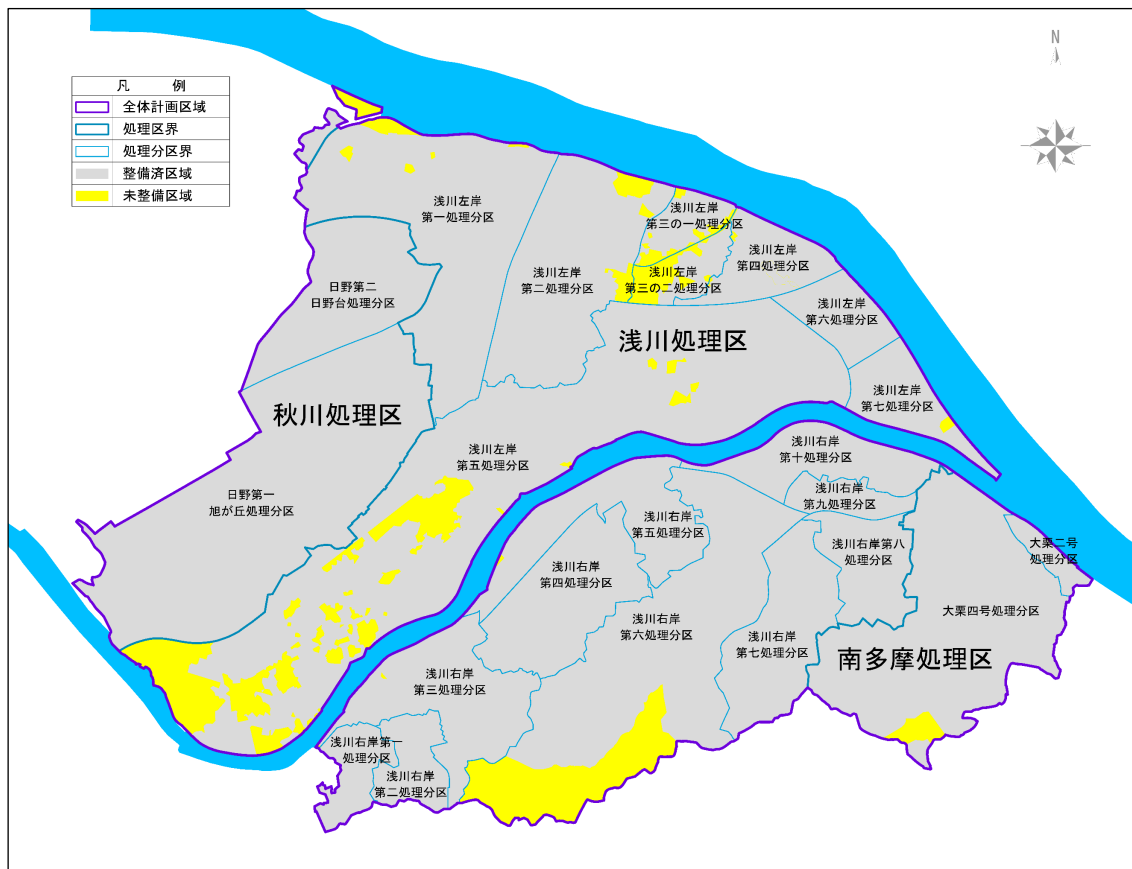 N
凡 例
全体計画区域
処理区界
処理分区界
整備済区域
未整備区域
浅川左岸
第一処理分区
浅川左岸
第二処理分区
浅川左岸
第三の一処理分区
浅川左岸
第三の二処理分区
浅川左岸
第四処理分区
浅川左岸
第六処理分区
浅川左岸
第七処理分区
浅川処理区
日野第二
日野台処理分区
秋川処理区
日野第一
旭が丘処理分区
浅川左岸
第五処理分区
浅川右岸
第十処理分区
浅川右岸
第九処理分区
浅川右岸
第五処理分区
浅川右岸第八
処理分区
大栗二号
処理分区
浅川右岸
第四処理分区
浅川右岸
第六処理分区
浅川右岸
第七処理分区
大栗四号処理分区
南多摩処理区
浅川右岸
第三処理分区
浅川右岸第一
処理分区
浅川右岸
第二処理分区